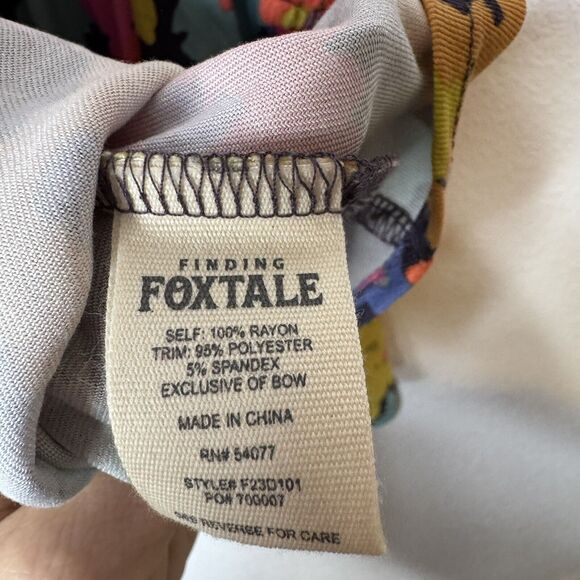 FINDING
FOXTALE
SELF: 100% RAYON
TRIM: 95% POLYESTER
5% SPANDEX
EXCLUSIVE OF BOW
MADE IN CHINA
RN# 54077
STYLE# F23D101
PO# 700007
SEE REVERSE FOR CARE